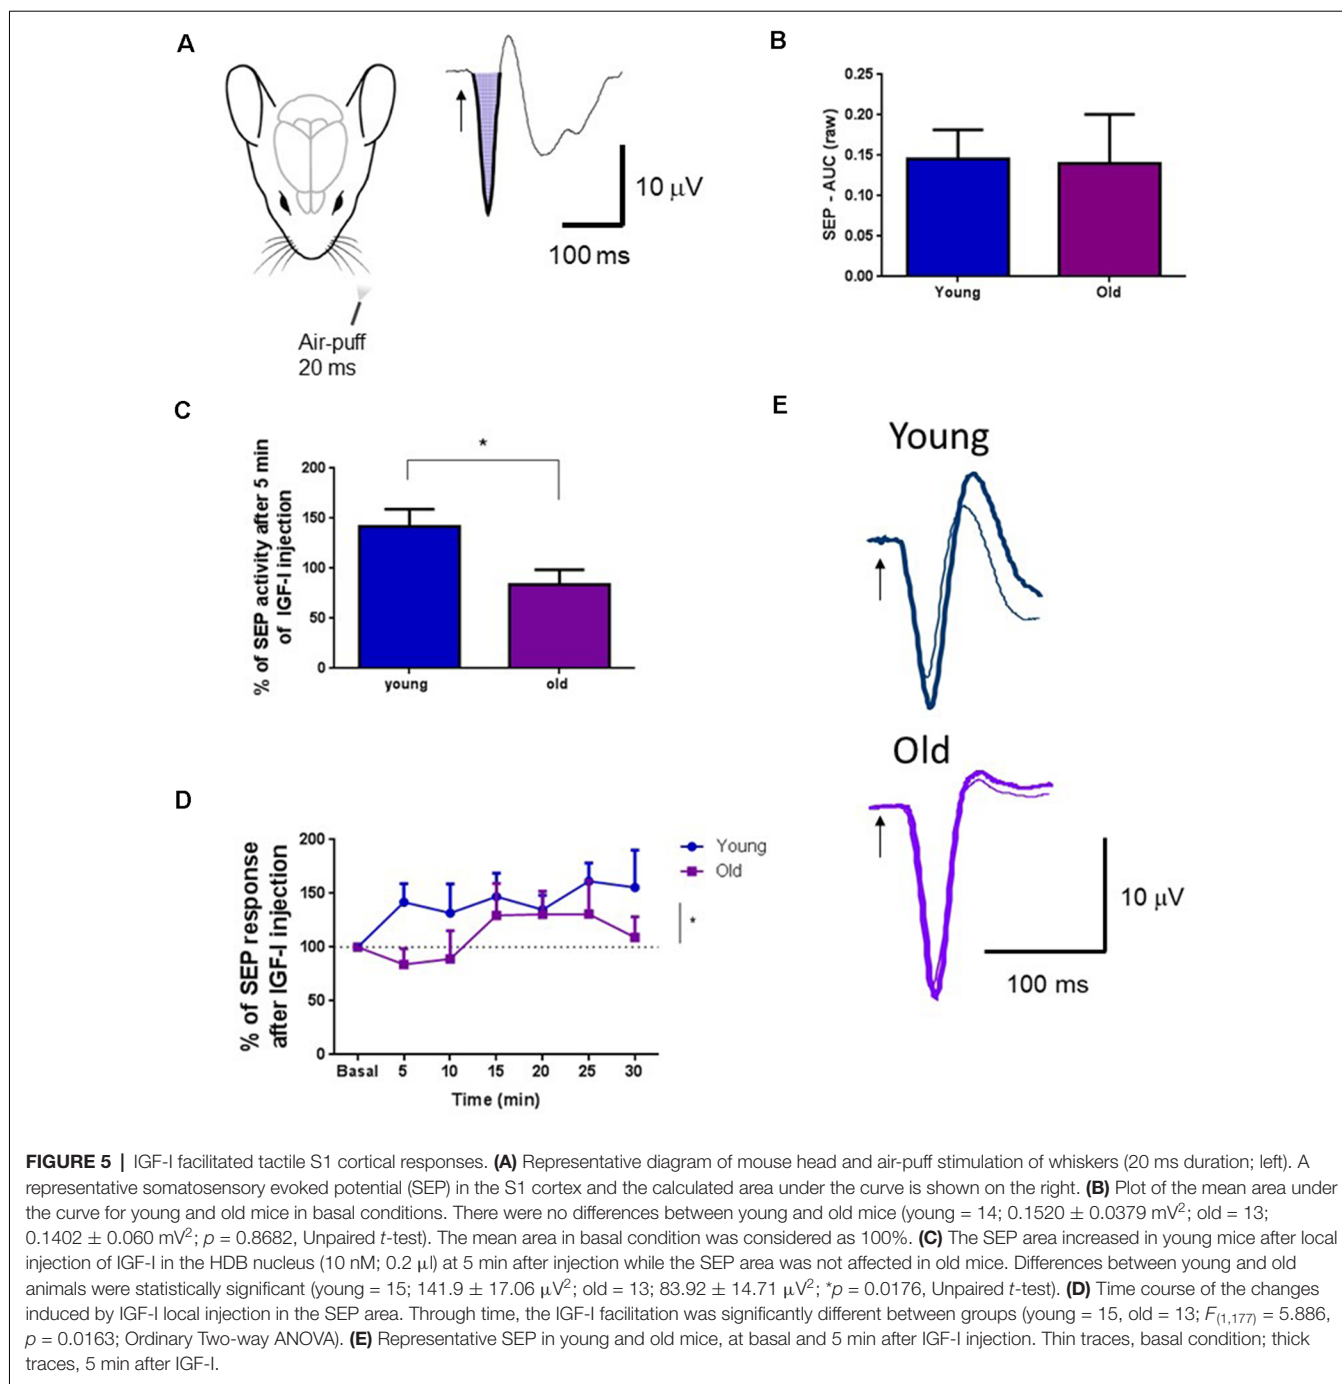 A
10 μV
100 ms
Air-puff
20 ms
B
SEP - AUC (raw)
0.25
0.20
0.15
0.10
0.05
0.00
Young
Old
C
% of SEP activity after 5 min
of IGF-I injection
200
150
100
50
0
*
young
old
D
% of SEP response
after IGF-I injection
200
150
100
50
0
Basal
5
10
15
20
25
30
Time (min)
Young
Old
*
E
Young
Old
10 μV
100 ms
FIGURE 5 | IGF-I facilitated tactile S1 cortical responses. (A) Representative diagram of mouse head and air-puff stimulation of whiskers (20 ms duration; left). A
representative somatosensory evoked potential (SEP) in the S1 cortex and the calculated area under the curve is shown on the right. (B) Plot of the mean area under
the curve for young and old mice in basal conditions. There were no differences between young and old mice (young = 14; 0.1520 ± 0.0379 mV²; old = 13;
0.1402 ± 0.060 mV²; p = 0.8682, Unpaired t-test). The mean area in basal condition was considered as 100%. (C) The SEP area increased in young mice after local
injection of IGF-I in the HDB nucleus (10 nM; 0.2 μl) at 5 min after injection while the SEP area was not affected in old mice. Differences between young and old
animals were statistically significant (young = 15; 141.9 ± 17.06 μV²; old = 13; 83.92 ± 14.71 μV²; *p = 0.0176, Unpaired t-test). (D) Time course of the changes
induced by IGF-I local injection in the SEP area. Through time, the IGF-I facilitation was significantly different between groups (young = 15, old = 13; F(1,177) = 5.886,
p = 0.0163; Ordinary Two-way ANOVA). (E) Representative SEP in young and old mice, at basal and 5 min after IGF-I injection. Thin traces, basal condition; thick
traces, 5 min after IGF-I.